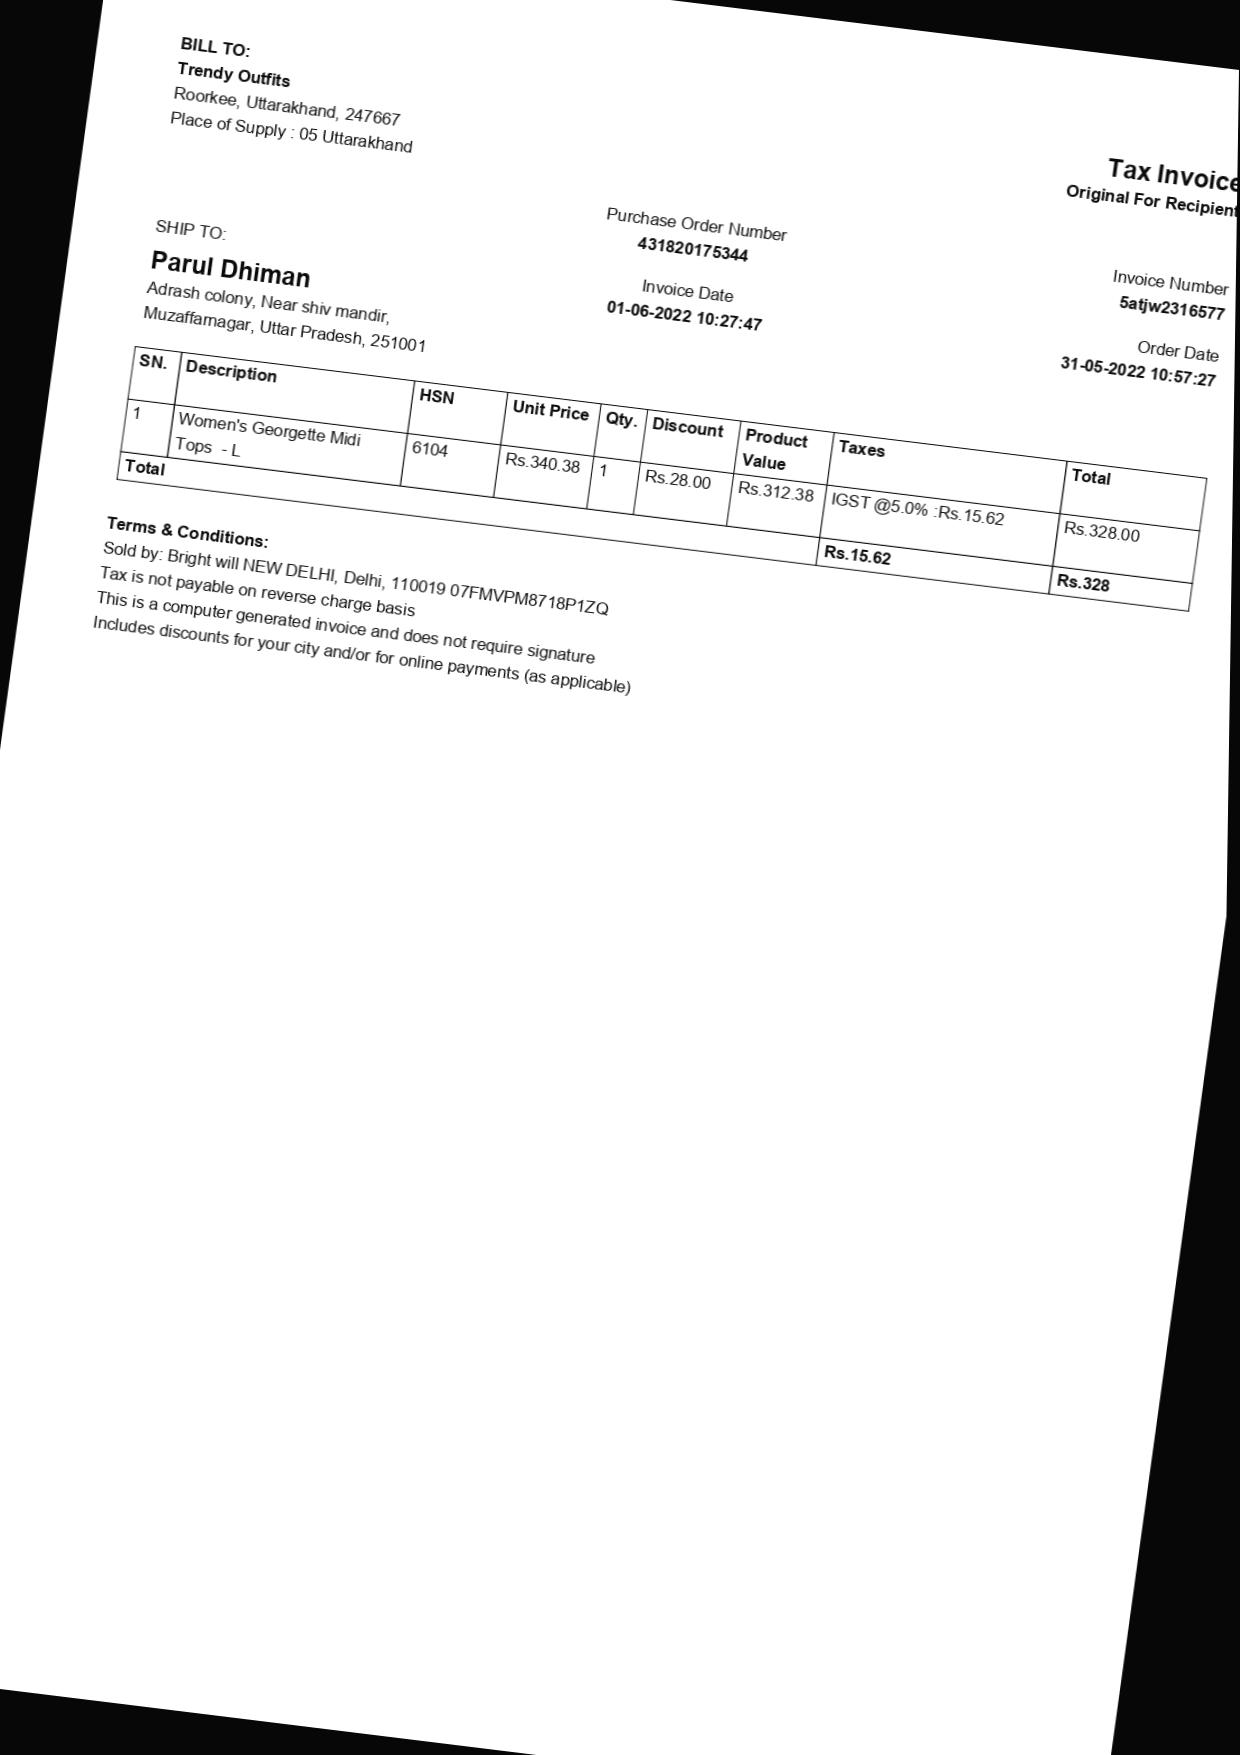 BILL TO:
Trendy Outfits
Roorkee, Uttarakhand, 247667
Place of Supply : 05 Uttarakhand
Tax Invoice
Original For Recipient
SHIP TO:
Parul Dhiman
Adrash colony, Near shiv mandir,
Muzaffarnagar, Uttar Pradesh, 251001
Purchase Order Number
431820175344
Invoice Date
01-06-2022 10:27:47
Invoice Number
5atjw2316577
Order Date
31-05-2022 10:57:27
SN. Description HSN Unit Price Qty. Discount Product Value Taxes Total
1 Women's Georgette Midi Tops - L 6104 Rs.340.38 1 Rs.28.00 Rs.312.38 IGST @5.0% :Rs.15.62 Rs.328.00
Total Rs.15.62 Rs.328
Terms & Conditions:
Sold by: Bright will NEW DELHI, Delhi, 110019 07FMVPM8718P1ZQ
Tax is not payable on reverse charge basis
This is a computer generated invoice and does not require signature
Includes discounts for your city and/or for online payments (as applicable)